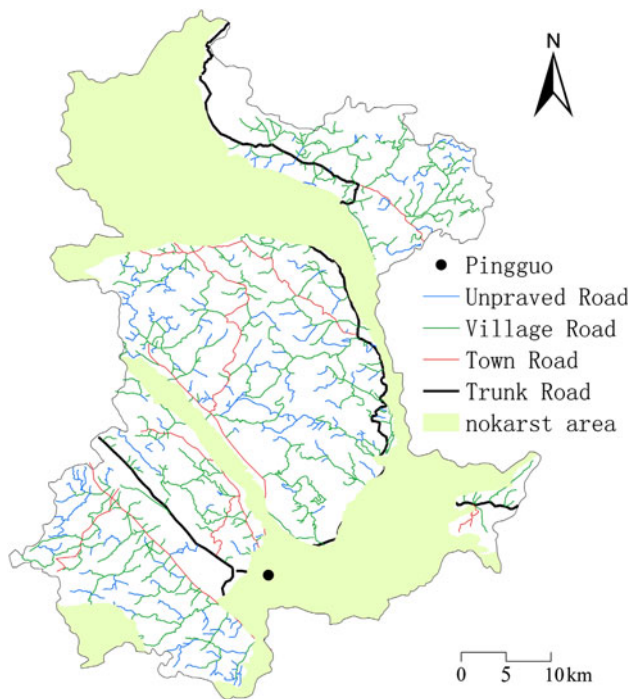 N
Pingguo
Unpraved Road
Village Road
Town Road
Trunk Road
nokarst area
0 5 10km